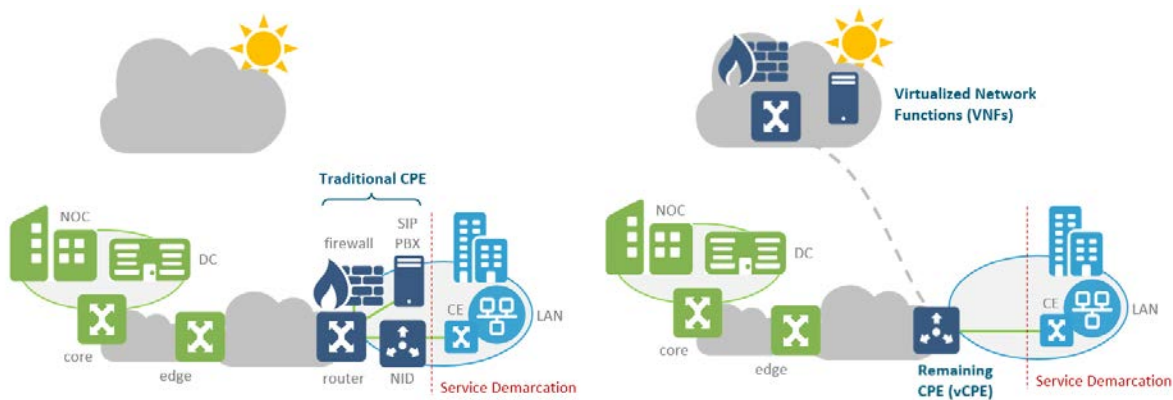 Traditional CPE
NOC
DC
firewall
SIP
PBX
CE
LAN
core
edge
router
NID
Service Demarcation
Virtualized Network
Functions (VNFs)
NOC
DC
CE
LAN
core
edge
Remaining
CPE (vCPE)
Service Demarcation